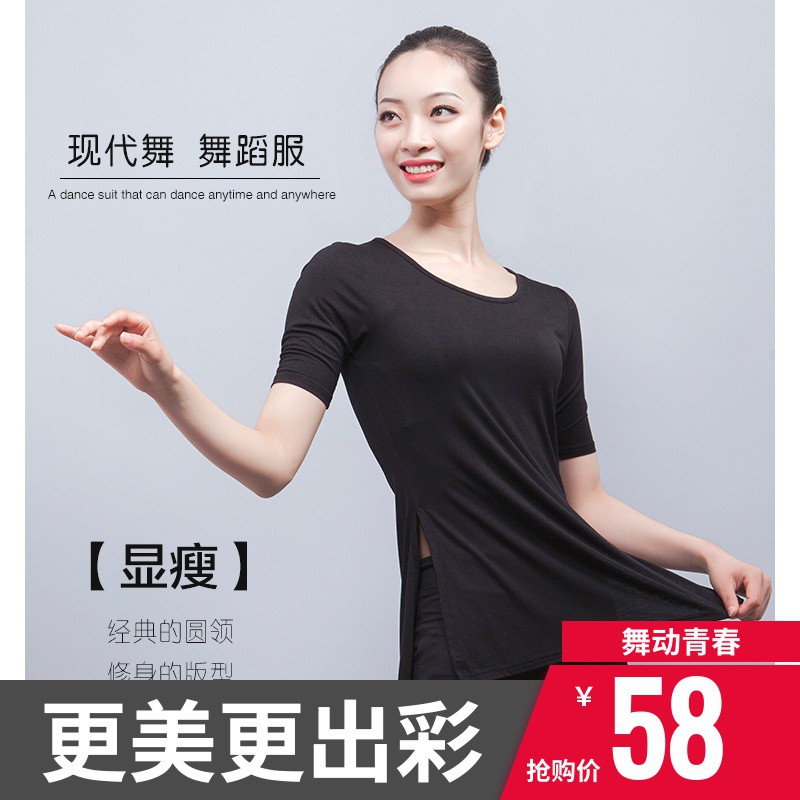 现代舞 舞蹈服
A dance suit that can dance anytime and anywhere
【显瘦】
经典的圆领
修身的版型
舞动青春
更美更出彩
¥58
抢购价